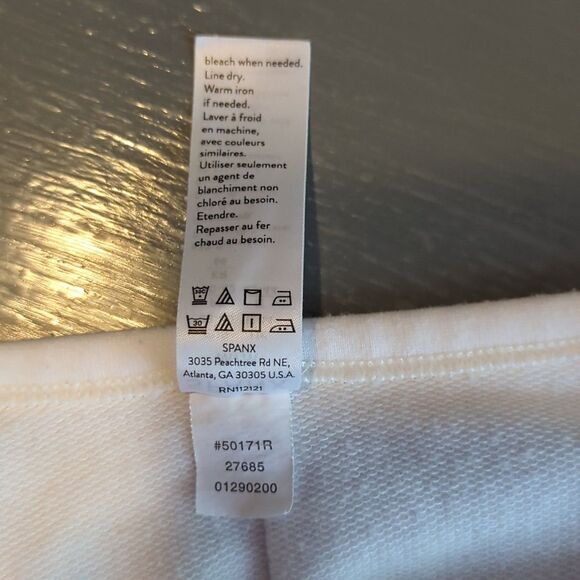 bleach when needed.
Line dry.
Warm iron
if needed.
Laver à froid
en machine,
avec couleurs
similaires.
Utiliser seulement
un agent de
blanchiment non
chloré au besoin.
Etendre.
Repasser au fer
chaud au besoin.
30C
30
SPANX
3035 Peachtree Rd NE,
Atlanta, GA 30305 U.S.A.
RN112121
#50171R
27685
01290200